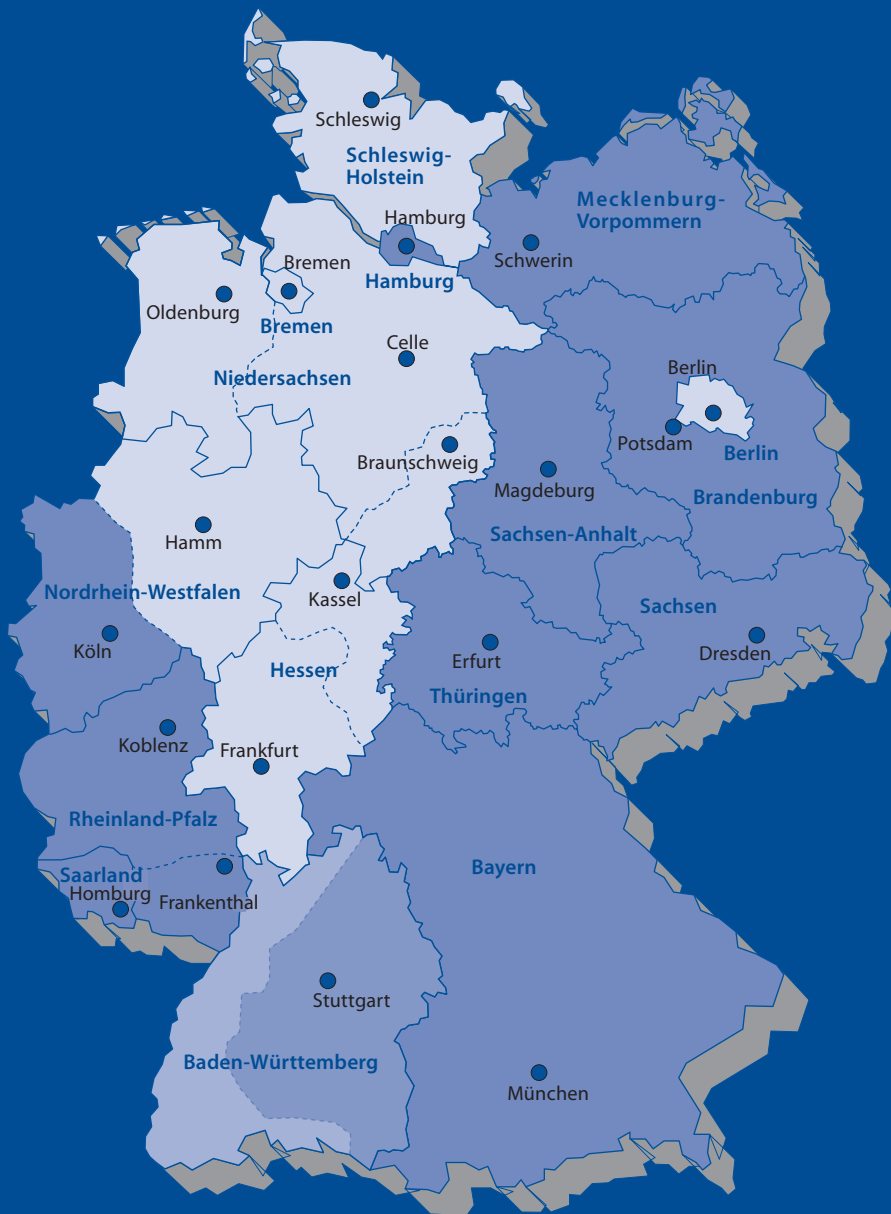 Schleswig
Schleswig-
Holstein
Hamburg
Mecklenburg-
Vorpommern
Schwerin
Bremen
Hamburg
Oldenburg
Bremen
Celle
Niedersachsen
Berlin
Potsdam
Berlin
Braunschweig
Magdeburg
Brandenburg
Hamm
Sachsen-Anhalt
Nordrhein-Westfalen
Kassel
Sachsen
Köln
Hessen
Erfurt
Dresden
Thüringen
Koblenz
Frankfurt
Rheinland-Pfalz
Saarland
Homburg
Frankenthal
Bayern
Stuttgart
Baden-Württemberg
München